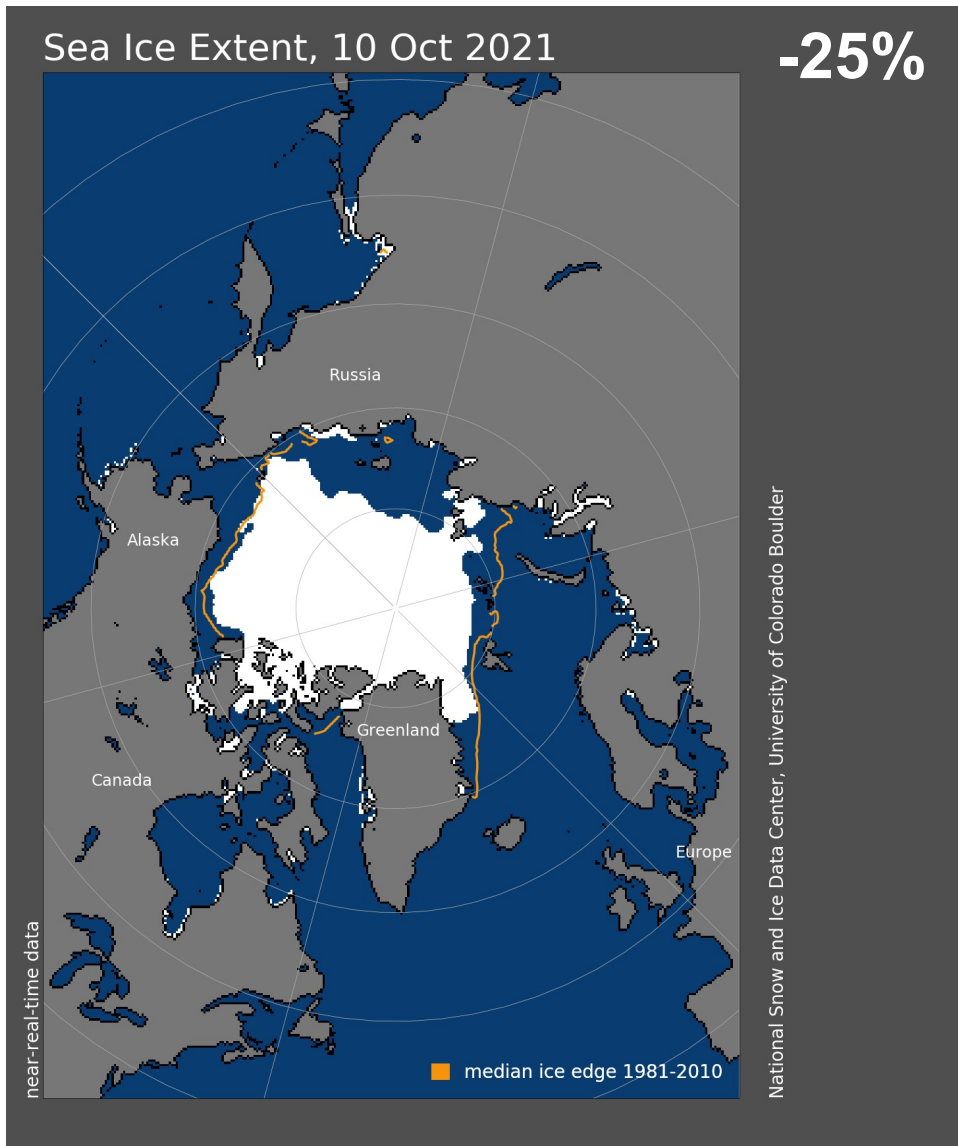 Sea Ice Extent, 10 Oct 2021
-25%
Russia
Alaska
Greenland
Canada
Europe
near-real-time data
median ice edge 1981-2010
National Snow and Ice Data Center, University of Colorado Boulder